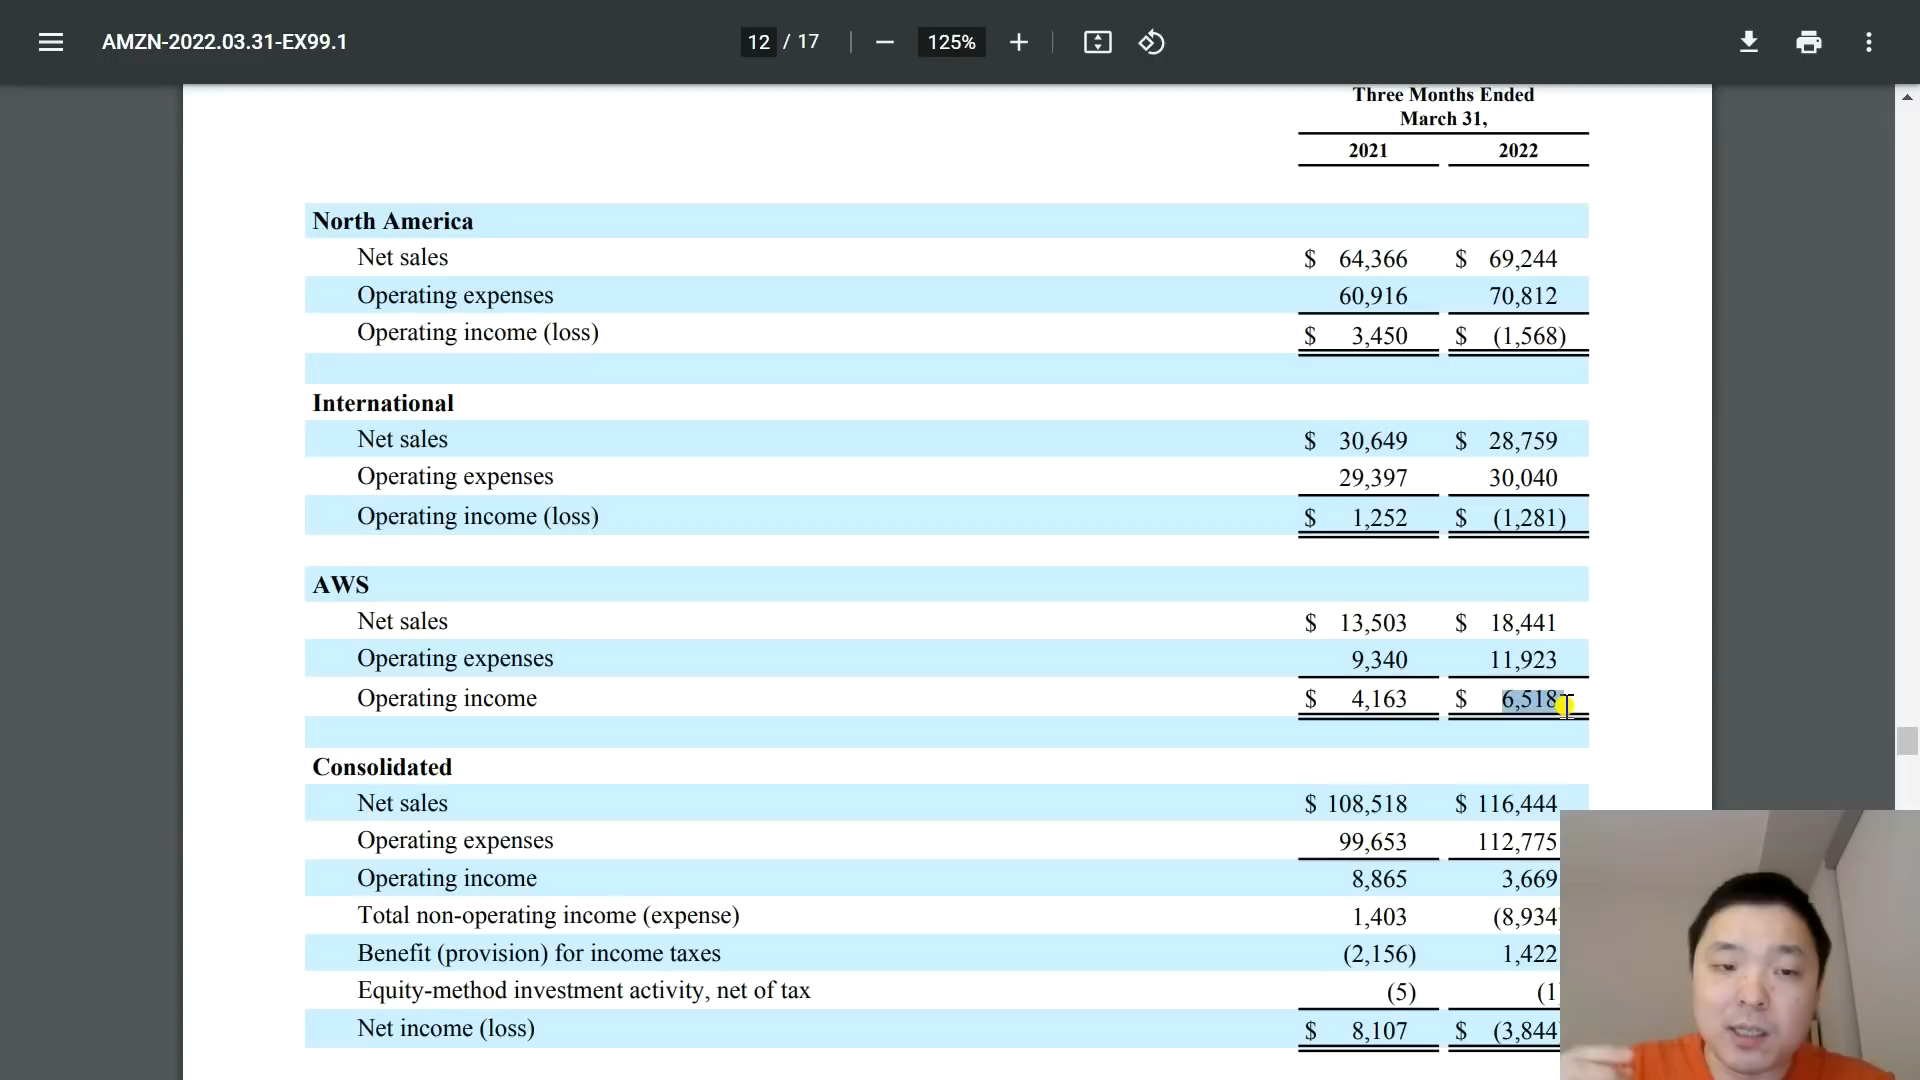 AMZN-2022.03.31-EX99.1 12 / 17 125%
Three Months Ended
March 31,
2021 2022
North America
Net sales $ 64,366 $ 69,244
Operating expenses 60,916 70,812
Operating income (loss) $ 3,450 $ (1,568)
International
Net sales $ 30,649 $ 28,759
Operating expenses 29,397 30,040
Operating income (loss) $ 1,252 $ (1,281)
AWS
Net sales $ 13,503 $ 18,441
Operating expenses 9,340 11,923
Operating income $ 4,163 $ 6,518
Consolidated
Net sales $ 108,518 $ 116,444
Operating expenses 99,653 112,775
Operating income 8,865 3,669
Total non-operating income (expense) 1,403 (8,934
Benefit (provision) for income taxes (2,156) 1,422
Equity-method investment activity, net of tax (5) (1
Net income (loss) $ 8,107 $ (3,844